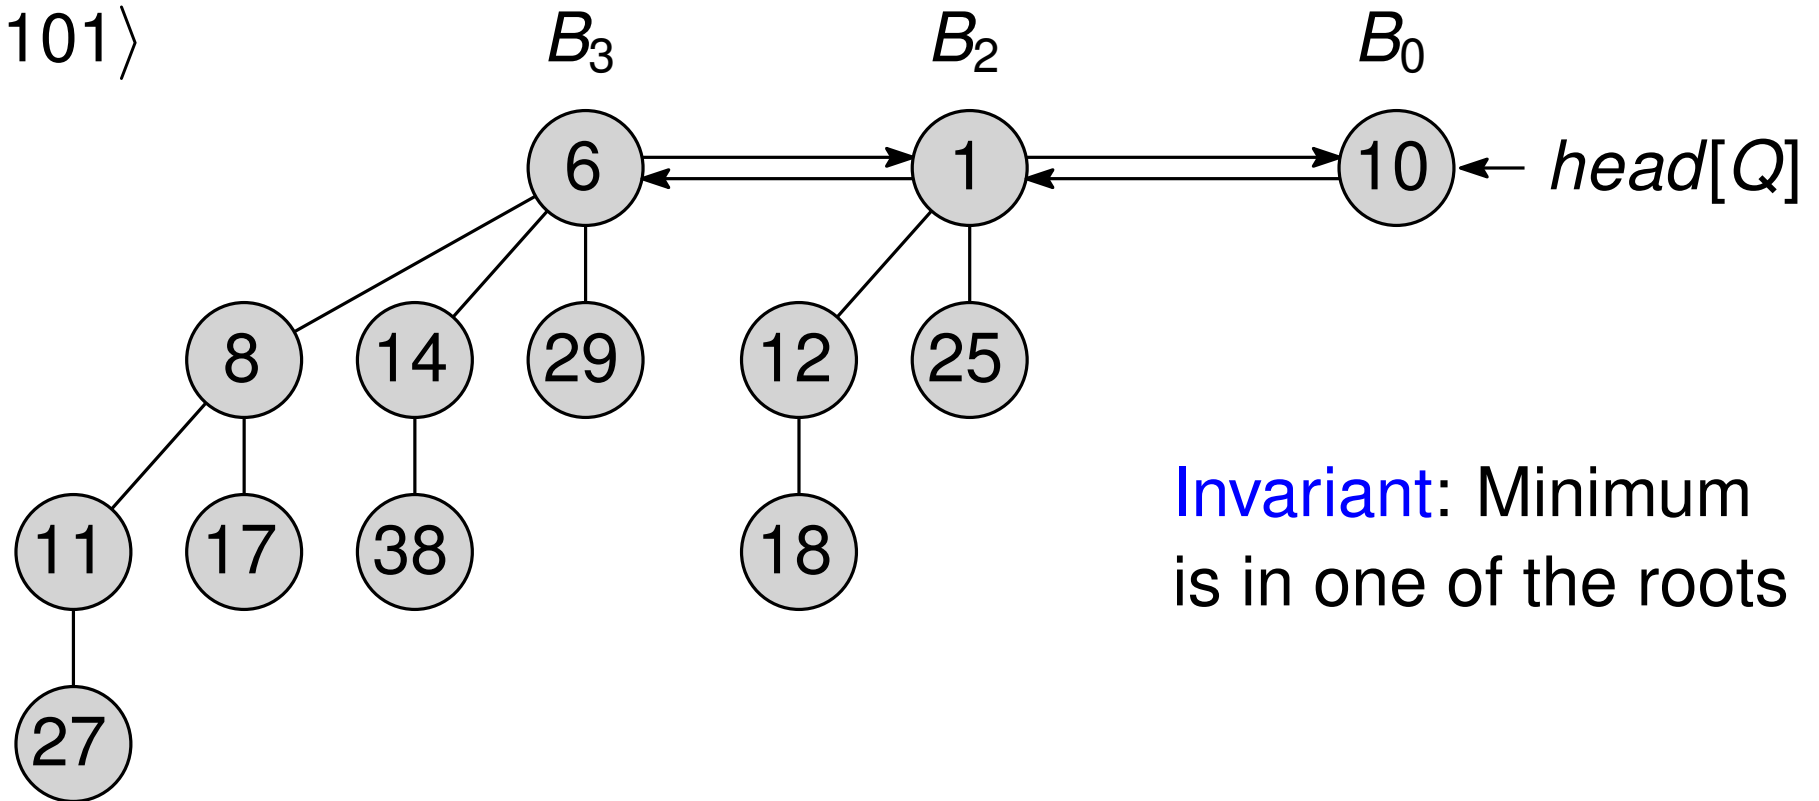 101⟩ B₃ B₂ B₀
6 1 10 head[Q]
8 14 29 12 25
11 17 38 18
Invariant: Minimum
is in one of the roots
27